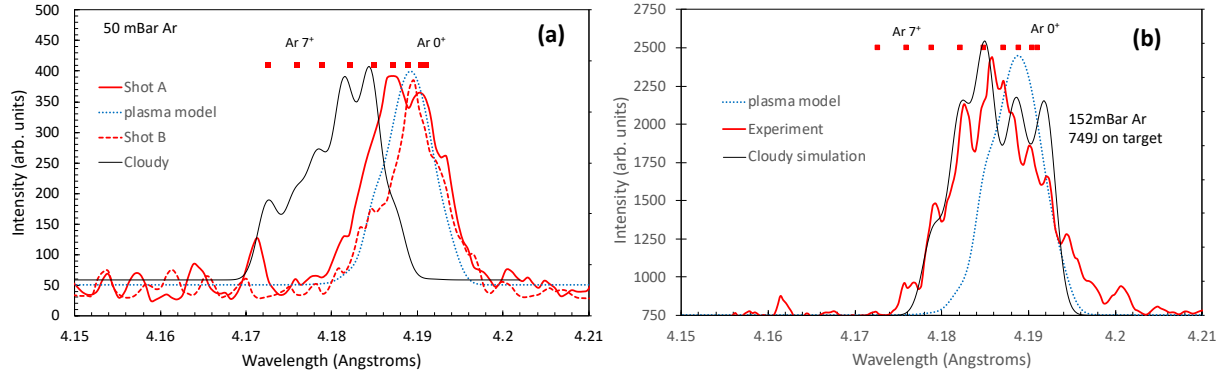 500
450
400
350
300
250
200
150
100
50
0
Intensity (arb. units)
50 mBar Ar
Ar 7+
Ar 0+
(a)
Shot A
plasma model
Shot B
Cloudy
4.15
4.16
4.17
4.18
4.19
4.2
4.21
Wavelength (Angstroms)
2750
2500
2250
2000
1750
1500
1250
1000
750
Intensity (arb. units)
Ar 7+
Ar 0+
(b)
plasma model
Experiment
Cloudy simulation
152mBar Ar
749J on target
4.15
4.16
4.17
4.18
4.19
4.2
4.21
Wavelength (Angstroms)